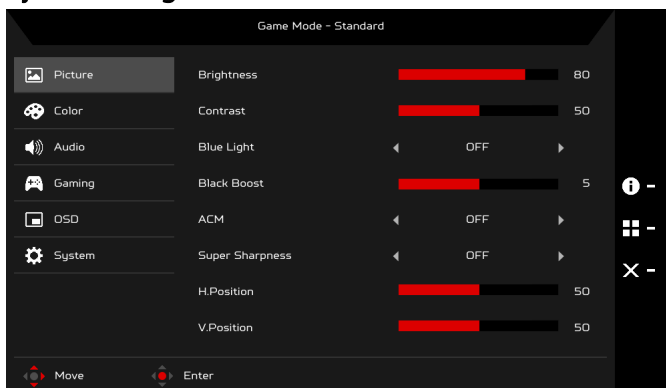 Game Mode - Standard
Picture
Brightness 80
Color
Contrast 50
Audio
Blue Light OFF
Gaming
Black Boost 5
OSD
ACM OFF
System
Super Sharpness OFF
H.Position 50
V.Position 50
Move Enter